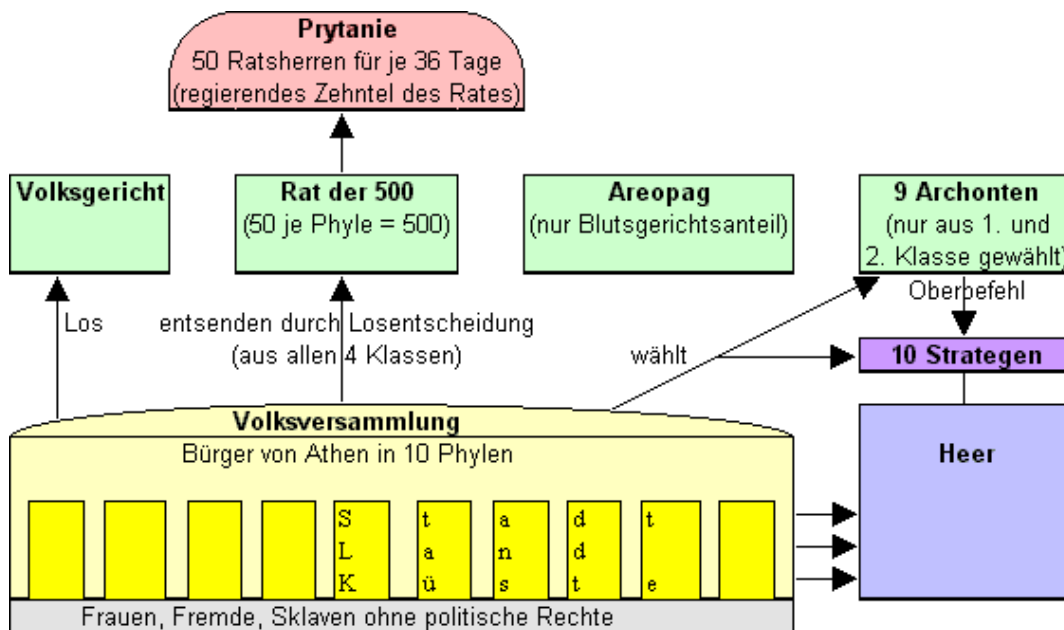 Prytanie
50 Ratsherren für je 36 Tage
(regierendes Zehntel des Rates)
Volksgericht
Rat der 500
(50 je Phyle = 500)
Areopag
(nur Blutsgerichtsanteil)
9 Archonten
(nur aus 1. und
2. Klasse gewählt)
Oberbefehl
Los
entsenden durch Losentscheidung
(aus allen 4 Klassen)
wählt
10 Strategen
Volksversammlung
Bürger von Athen in 10 Phylen
Heer
S t a d t
L a n d
K ü s t e
Frauen, Fremde, Sklaven ohne politische Rechte